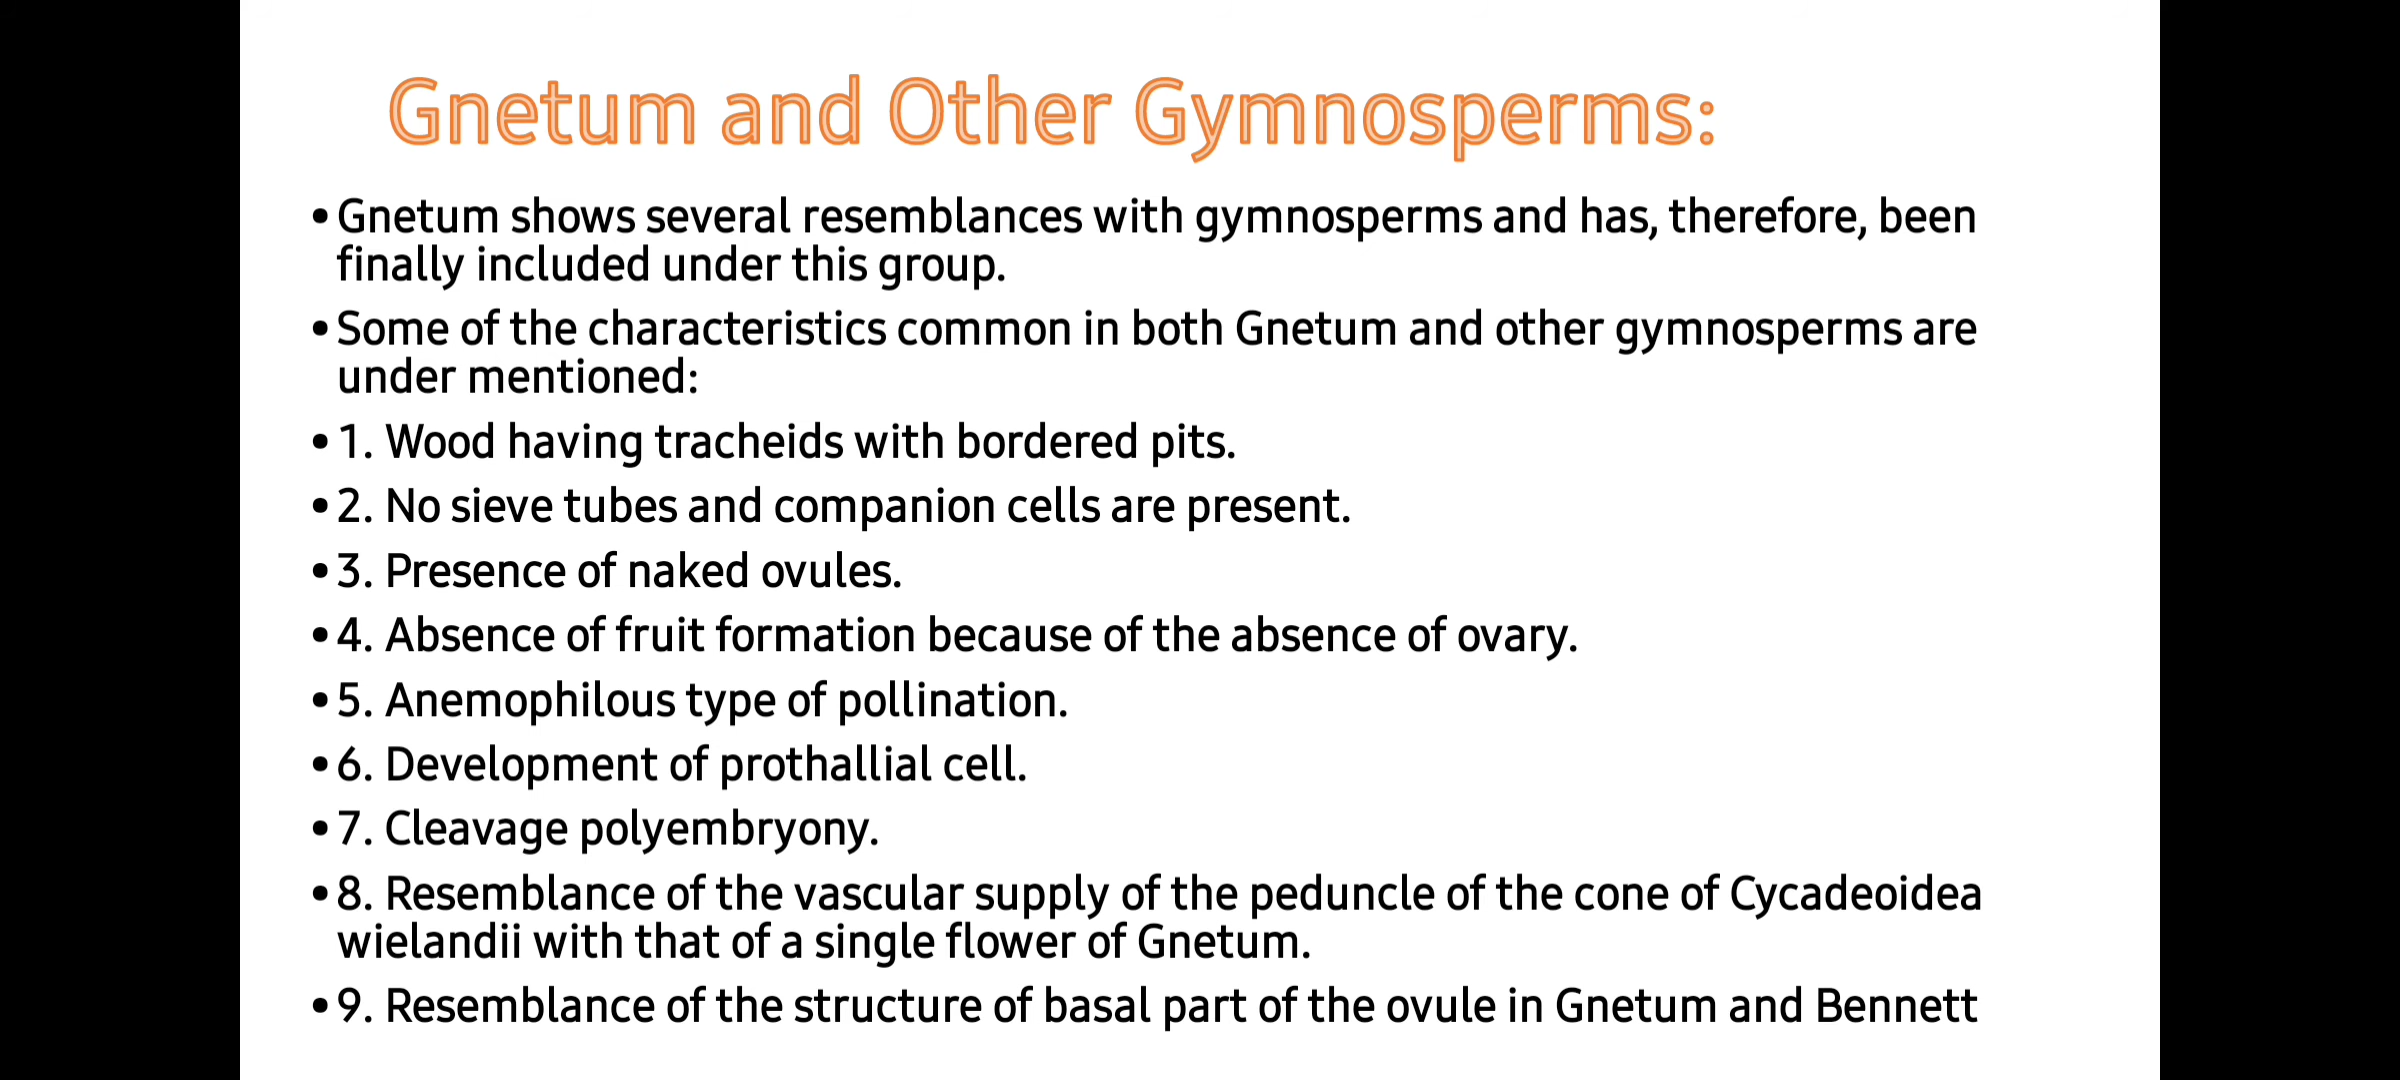 Gnetum and Other Gymnosperms:
• Gnetum shows several resemblances with gymnosperms and has, therefore, been
finally included under this group.
• Some of the characteristics common in both Gnetum and other gymnosperms are
under mentioned:
• 1. Wood having tracheids with bordered pits.
• 2. No sieve tubes and companion cells are present.
• 3. Presence of naked ovules.
• 4. Absence of fruit formation because of the absence of ovary.
• 5. Anemophilous type of pollination.
• 6. Development of prothallial cell.
• 7. Cleavage polyembryony.
• 8. Resemblance of the vascular supply of the peduncle of the cone of Cycadeoidea
wielandii with that of a single flower of Gnetum.
• 9. Resemblance of the structure of basal part of the ovule in Gnetum and Bennett